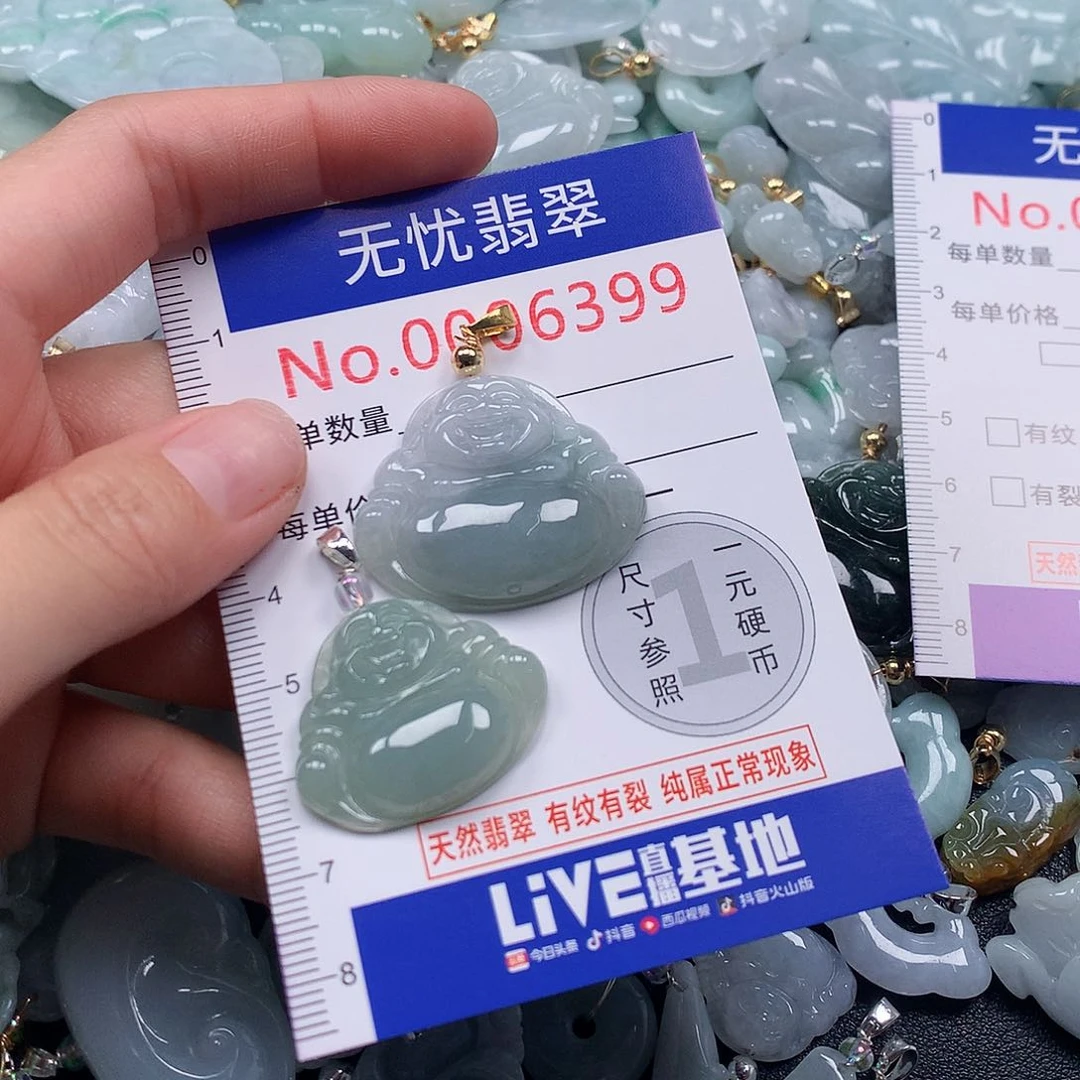 无忧翡翠
No.0006399
单数量
每单价
0
1
4
5
7
8
尺寸参照
1
一元硬币
天然翡翠 有纹有裂 纯属正常现象
LiVE直播基地
今日头条 抖音 西瓜视频 抖音火山版
无
No.0
每单数量
每单价格
有纹
有裂
天然
0
1
2
3
4
5
6
7
8